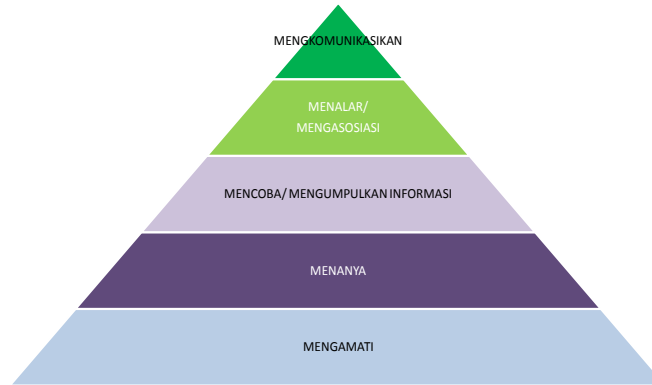 MENGKOMUNIKASIKAN
MENALAR/
MENGASOSIASI
MENCOBA/ MENGUMPULKAN INFORMASI
MENANYA
MENGAMATI